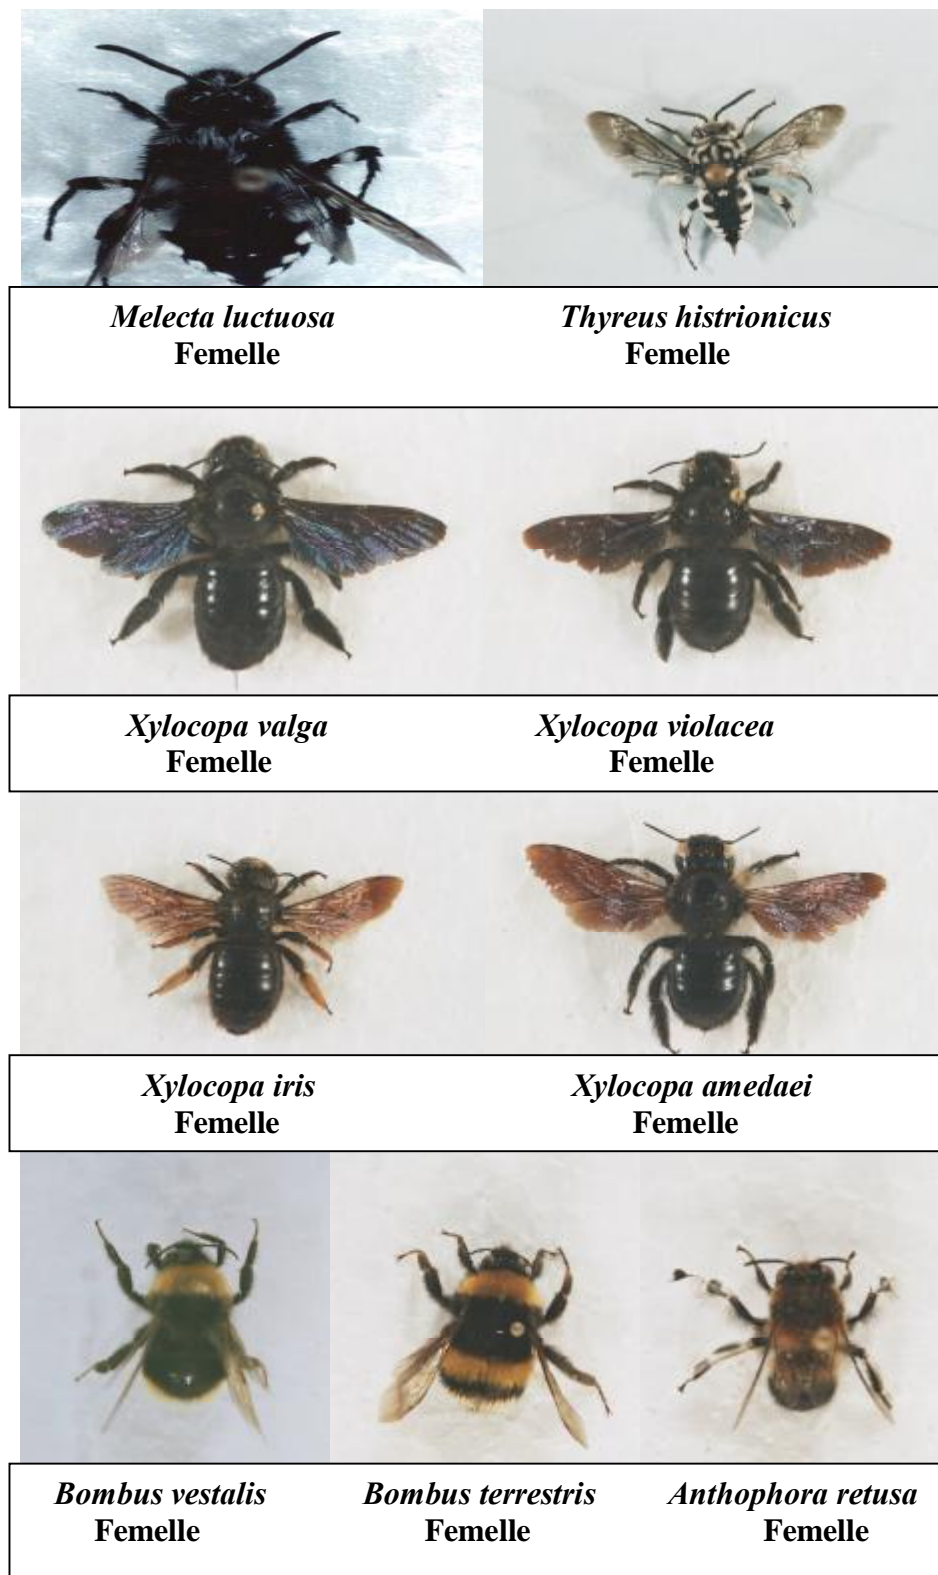 Melecta luctuosa Thyreus histrionicus
Femelle Femelle
Xylocopa valga Xylocopa violacea
Femelle Femelle
Xylocopa iris Xylocopa amedaei
Femelle Femelle
Bombus vestalis Bombus terrestris Anthophora retusa
Femelle Femelle Femelle